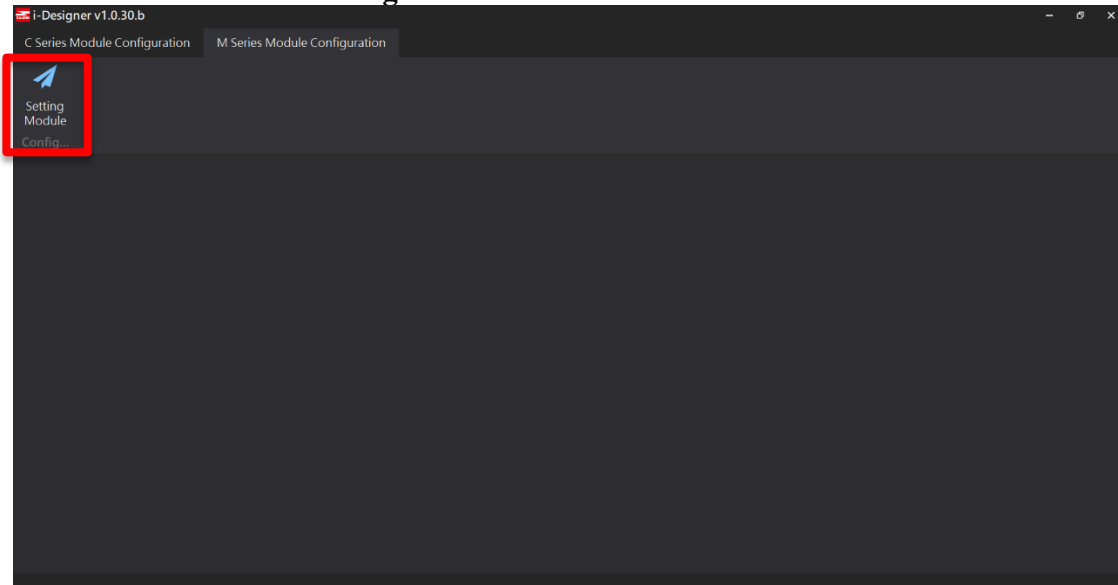 i-Designer v1.0.30.b
C Series Module Configuration M Series Module Configuration
Setting
Module
Config...